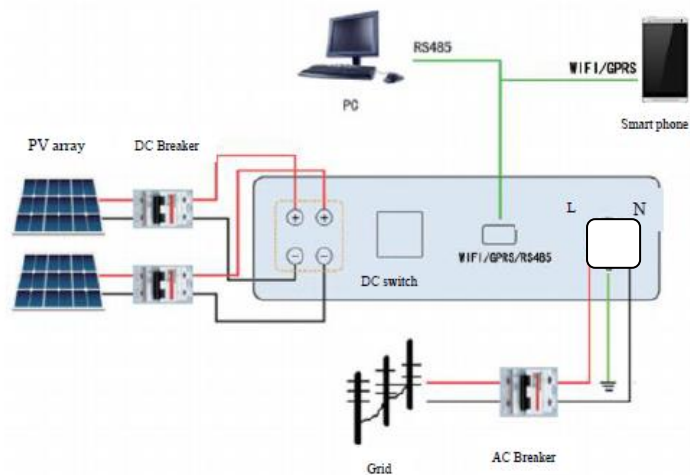 RS485
WIFI/GPRS
PC
Smart phone
PV array
DC Breaker
L
N
+ +
- -
WIFI/GPRS/RS485
DC switch
AC Breaker
Grid